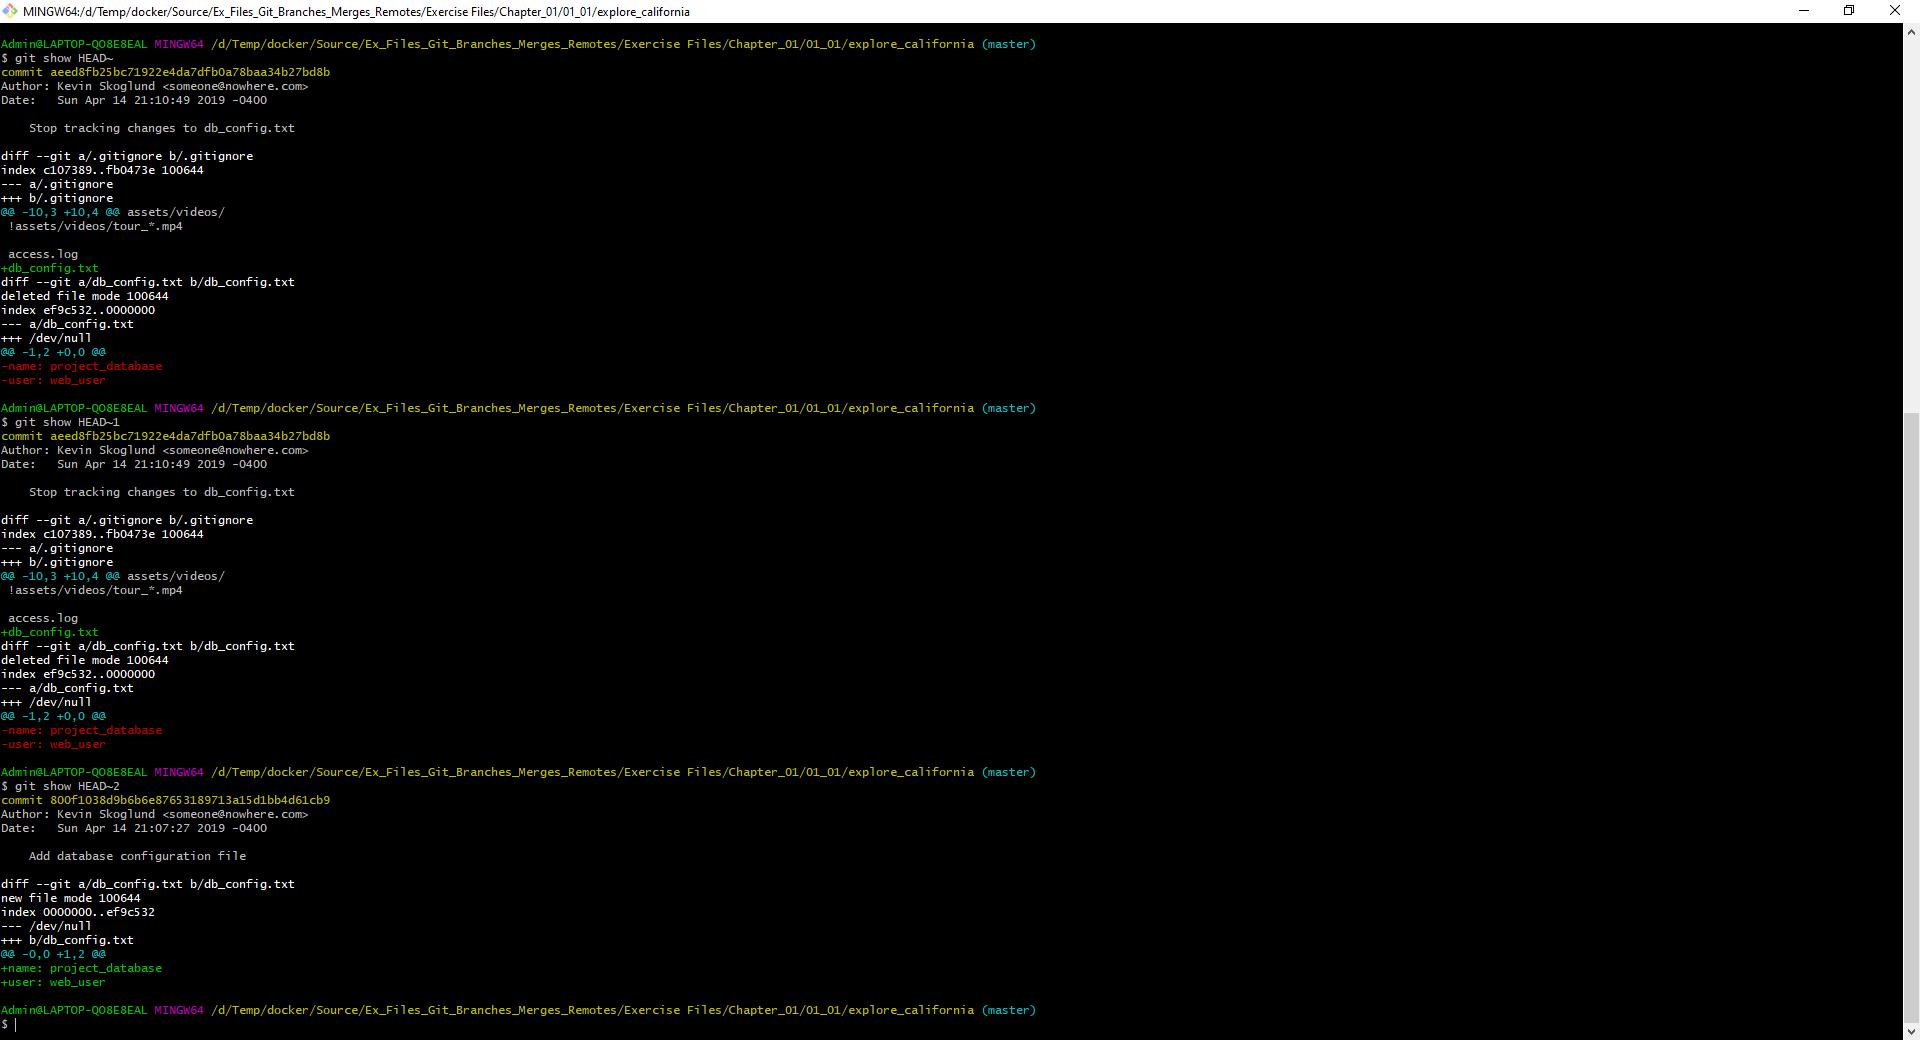 MINGW64:/d/Temp/docker/Source/Ex_Files_Git_Branches_Merges_Remotes/Exercise Files/Chapter_01/01_01/explore_california
Admin@LAPTOP-QO8E8EAL MINGW64 /d/Temp/docker/Source/Ex_Files_Git_Branches_Merges_Remotes/Exercise Files/Chapter_01/01_01/explore_california (master)
$ git show HEAD~
commit aeed8fb25bc71922e4da7dfb0a78baa34b27bd8b
Author: Kevin Skoglund <someone@nowhere.com>
Date:   Sun Apr 14 21:10:49 2019 -0400
    Stop tracking changes to db_config.txt
diff --git a/.gitignore b/.gitignore
index c107389..fb0473e 100644
--- a/.gitignore
+++ b/.gitignore
@@ -10,3 +10,4 @@ assets/videos/
 !assets/videos/tour_*.mp4
 access.log
+db_config.txt
diff --git a/db_config.txt b/db_config.txt
deleted file mode 100644
index ef9c532..0000000
--- a/db_config.txt
+++ /dev/null
@@ -1,2 +0,0 @@
-name: project_database
-user: web_user
Admin@LAPTOP-QO8E8EAL MINGW64 /d/Temp/docker/Source/Ex_Files_Git_Branches_Merges_Remotes/Exercise Files/Chapter_01/01_01/explore_california (master)
$ git show HEAD~1
commit aeed8fb25bc71922e4da7dfb0a78baa34b27bd8b
Author: Kevin Skoglund <someone@nowhere.com>
Date:   Sun Apr 14 21:10:49 2019 -0400
    Stop tracking changes to db_config.txt
diff --git a/.gitignore b/.gitignore
index c107389..fb0473e 100644
--- a/.gitignore
+++ b/.gitignore
@@ -10,3 +10,4 @@ assets/videos/
 !assets/videos/tour_*.mp4
 access.log
+db_config.txt
diff --git a/db_config.txt b/db_config.txt
deleted file mode 100644
index ef9c532..0000000
--- a/db_config.txt
+++ /dev/null
@@ -1,2 +0,0 @@
-name: project_database
-user: web_user
Admin@LAPTOP-QO8E8EAL MINGW64 /d/Temp/docker/Source/Ex_Files_Git_Branches_Merges_Remotes/Exercise Files/Chapter_01/01_01/explore_california (master)
$ git show HEAD~2
commit 800f1038d9b6b6e87653189713a15d1bb4d61cb9
Author: Kevin Skoglund <someone@nowhere.com>
Date:   Sun Apr 14 21:07:27 2019 -0400
    Add database configuration file
diff --git a/db_config.txt b/db_config.txt
new file mode 100644
index 0000000..ef9c532
--- /dev/null
+++ b/db_config.txt
@@ -0,0 +1,2 @@
+name: project_database
+user: web_user
Admin@LAPTOP-QO8E8EAL MINGW64 /d/Temp/docker/Source/Ex_Files_Git_Branches_Merges_Remotes/Exercise Files/Chapter_01/01_01/explore_california (master)
$